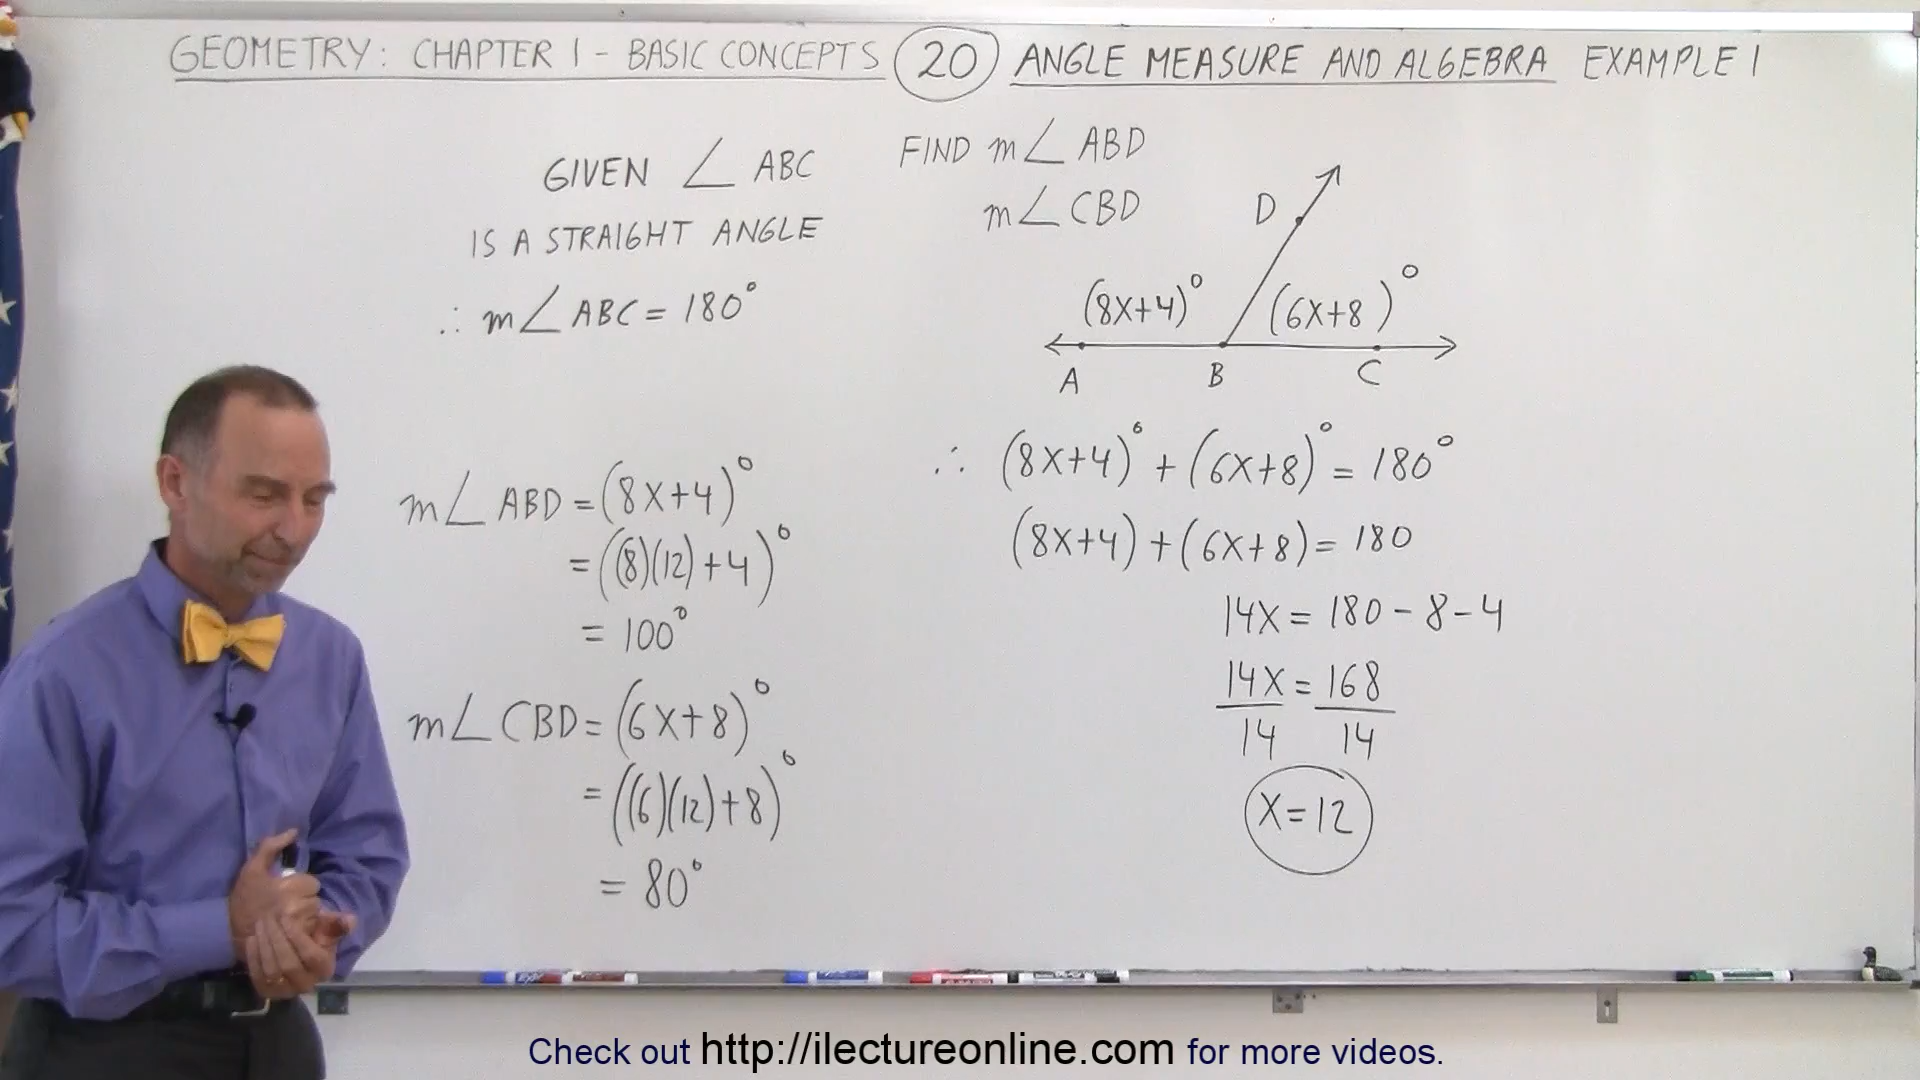 GEOMETRY: CHAPTER 1 - BASIC CONCEPTS 20 ANGLE MEASURE AND ALGEBRA EXAMPLE 1
GIVEN ∠ ABC
IS A STRAIGHT ANGLE
∴ m∠ ABC = 180°
FIND m∠ ABD
m∠ CBD
D
(8X+4)° (6X+8)°
A B C
∴ (8X+4)° + (6X+8)° = 180°
(8X+4) + (6X+8) = 180
14X = 180 - 8 - 4
14X = 168
14 14
X = 12
m∠ ABD = (8X+4)°
= ((8)(12)+4)°
= 100°
m∠ CBD = (6X+8)°
= ((6)(12)+8)°
= 80°
Check out http://ilectureonline.com for more videos.